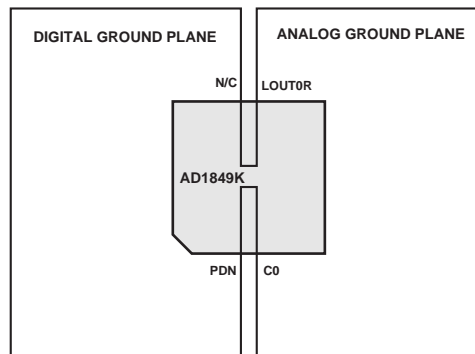 DIGITAL GROUND PLANE
ANALOG GROUND PLANE
N/C
LOUT0R
AD1849K
PDN
C0